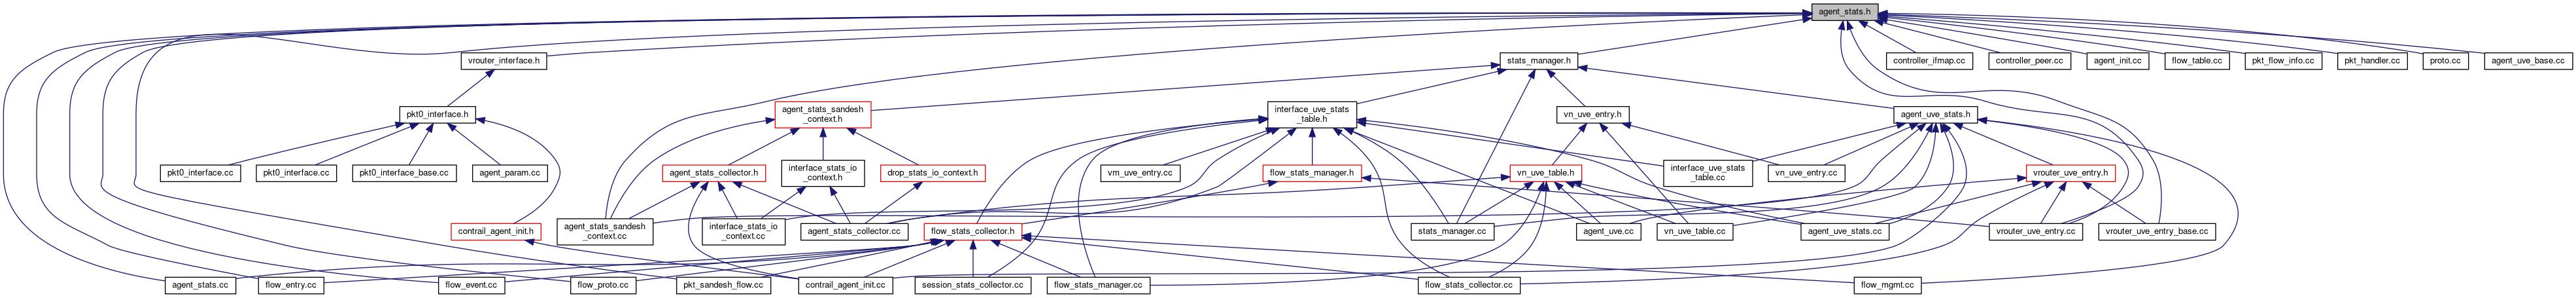 agent_stats.h
vrouter_interface.h
stats_manager.h
controller_ifmap.cc
controller_peer.cc
agent_init.cc
flow_table.cc
pkt_flow_info.cc
pkt_handler.cc
proto.cc
agent_uve_base.cc
pkt0_interface.h
agent_stats_sandesh
_context.h
interface_uve_stats
_table.h
vn_uve_entry.h
agent_uve_stats.h
pkt0_interface.cc
pkt0_interface.cc
pkt0_interface_base.cc
agent_param.cc
agent_stats_collector.h
interface_stats_io
_context.h
drop_stats_io_context.h
vm_uve_entry.cc
flow_stats_manager.h
vn_uve_table.h
interface_uve_stats
_table.cc
vn_uve_entry.cc
vrouter_uve_entry.h
contrail_agent_init.h
agent_stats_sandesh
_context.cc
interface_stats_io
_context.cc
agent_stats_collector.cc
flow_stats_collector.h
stats_manager.cc
agent_uve.cc
vn_uve_table.cc
agent_uve_stats.cc
vrouter_uve_entry.cc
vrouter_uve_entry_base.cc
agent_stats.cc
flow_entry.cc
flow_event.cc
flow_proto.cc
pkt_sandesh_flow.cc
contrail_agent_init.cc
session_stats_collector.cc
flow_stats_manager.cc
flow_stats_collector.cc
flow_mgmt.cc